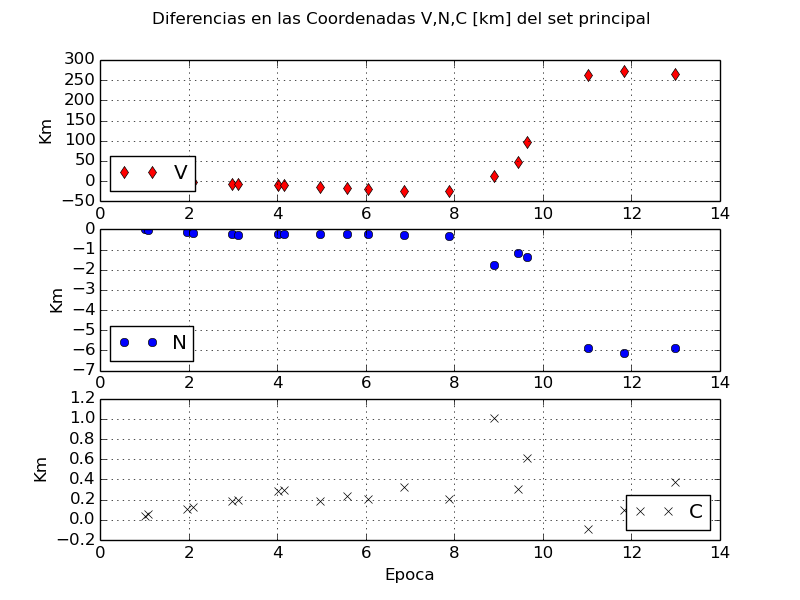 Diferencias en las Coordenadas V,N,C [km] del set principal
300
250
200
150
100
50
0
−50
Km
V
0 2 4 6 8 10 12 14
0
−1
−2
−3
−4
−5
−6
−7
Km
N
0 2 4 6 8 10 12 14
1.2
1.0
0.8
0.6
0.4
0.2
0.0
−0.2
Km
C
0 2 4 6 8 10 12 14
Epoca